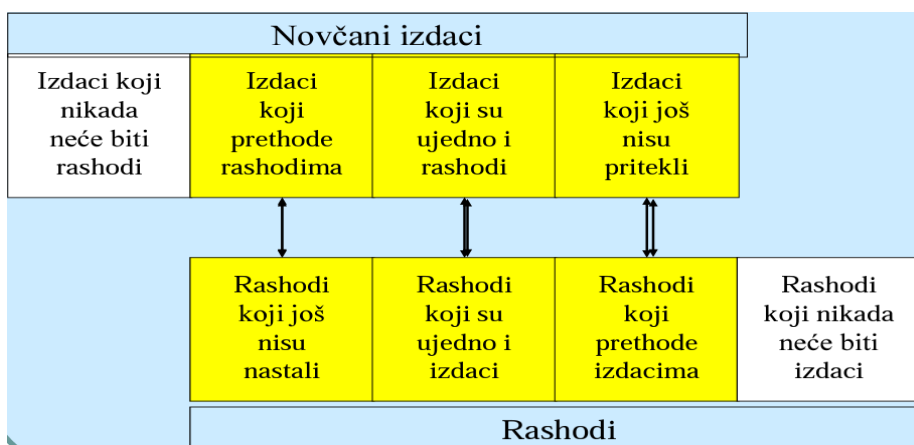 Novčani izdaci
Izdaci koji
nikada
neće biti
rashodi
Izdaci
koji
prethode
rashodima
Izdaci
koji su
ujedno i
rashodi
Izdaci
koji još
nisu
pritekli
Rashodi
koji još
nisu
nastali
Rashodi
koji su
ujedno i
izdaci
Rashodi
koji
prethode
izdacima
Rashodi
koji nikada
neće biti
izdaci
Rashodi